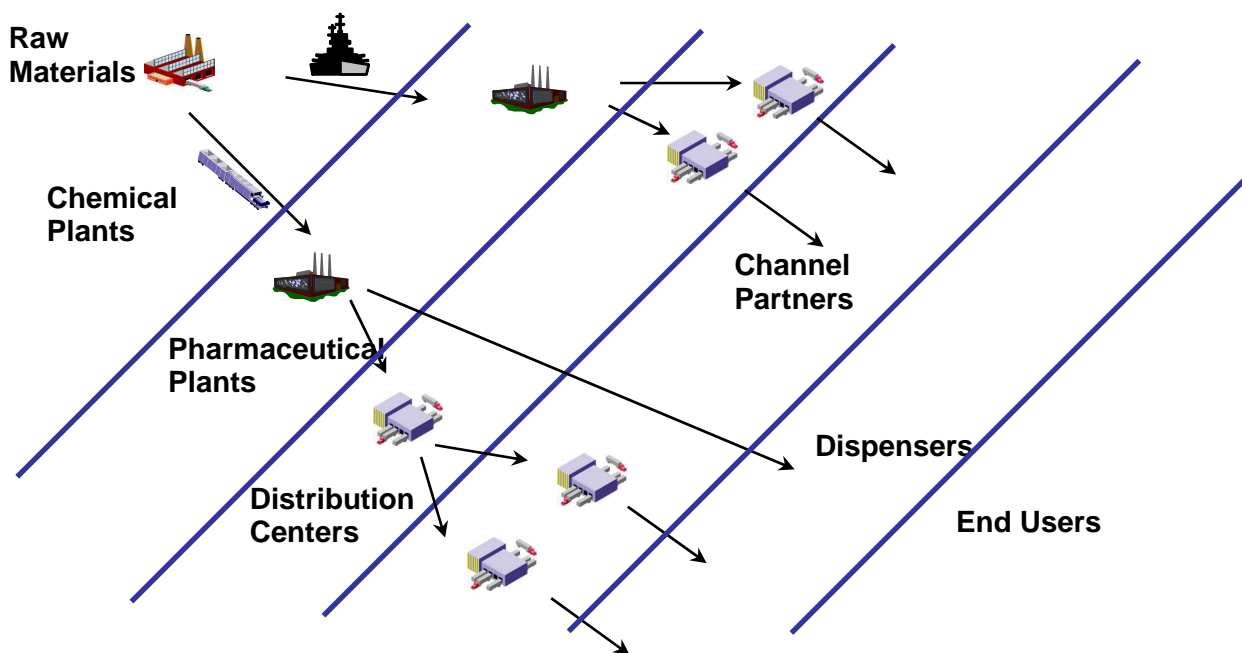 Raw
Materials
Chemical
Plants
Channel
Partners
Pharmaceutical
Plants
Dispensers
Distribution
Centers
End Users